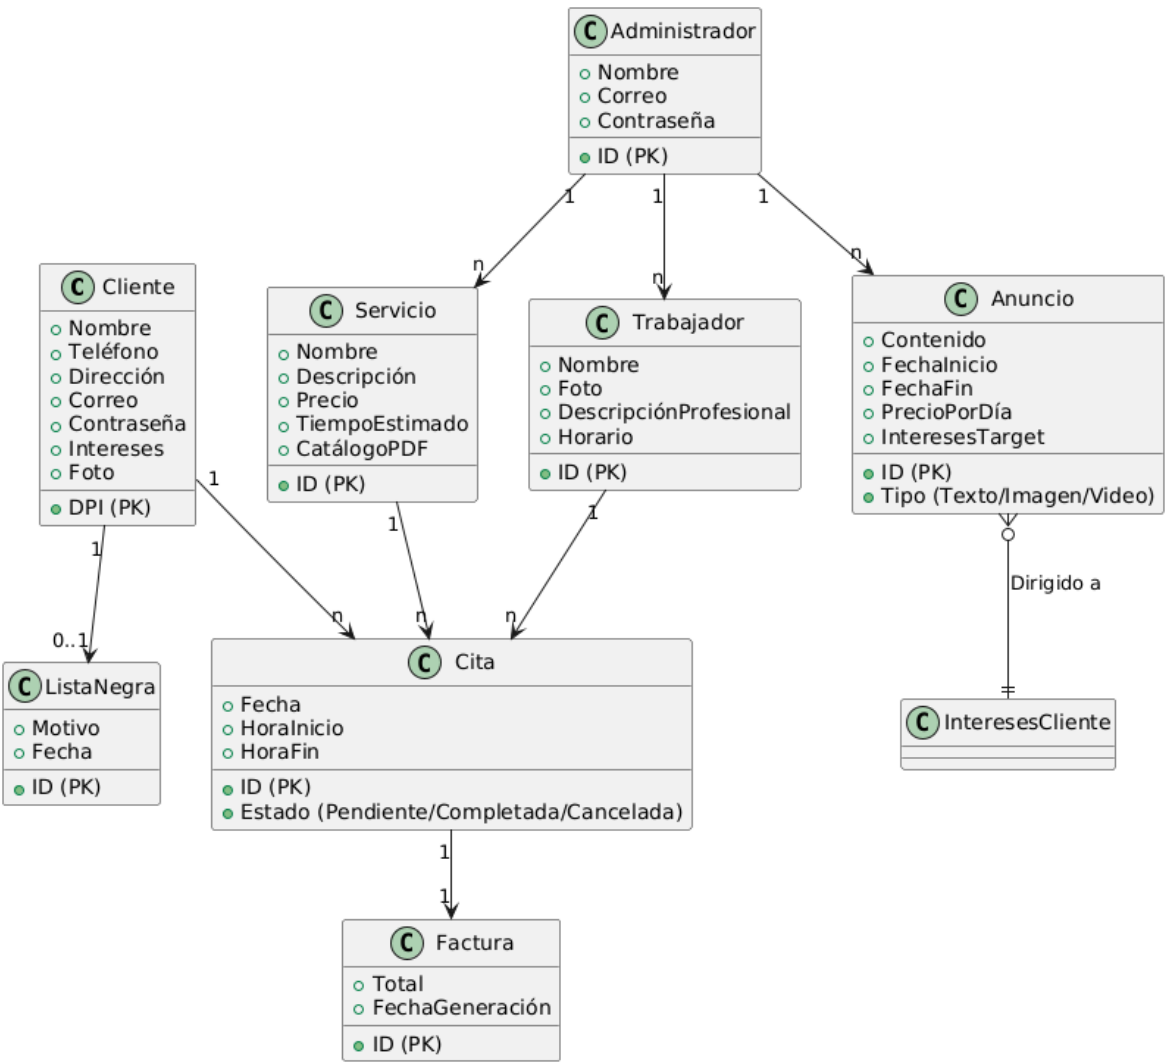 C Administrador
Nombre
Correo
Contraseña
ID (PK)
1
1
1
n
n
n
C Cliente
Nombre
Teléfono
Dirección
Correo
Contraseña
Intereses
Foto
DPI (PK)
C Servicio
Nombre
Descripción
Precio
TiempoEstimado
CatálogoPDF
ID (PK)
C Trabajador
Nombre
Foto
DescripciónProfesional
Horario
ID (PK)
C Anuncio
Contenido
FechaInicio
FechaFin
PrecioPorDía
InteresesTarget
ID (PK)
Tipo (Texto/Imagen/Video)
1
1
1
1
Dirigido a
0..1
n
n
n
C ListaNegra
Motivo
Fecha
ID (PK)
C Cita
Fecha
HoraInicio
HoraFin
ID (PK)
Estado (Pendiente/Completada/Cancelada)
C InteresesCliente
1
1
C Factura
Total
FechaGeneración
ID (PK)